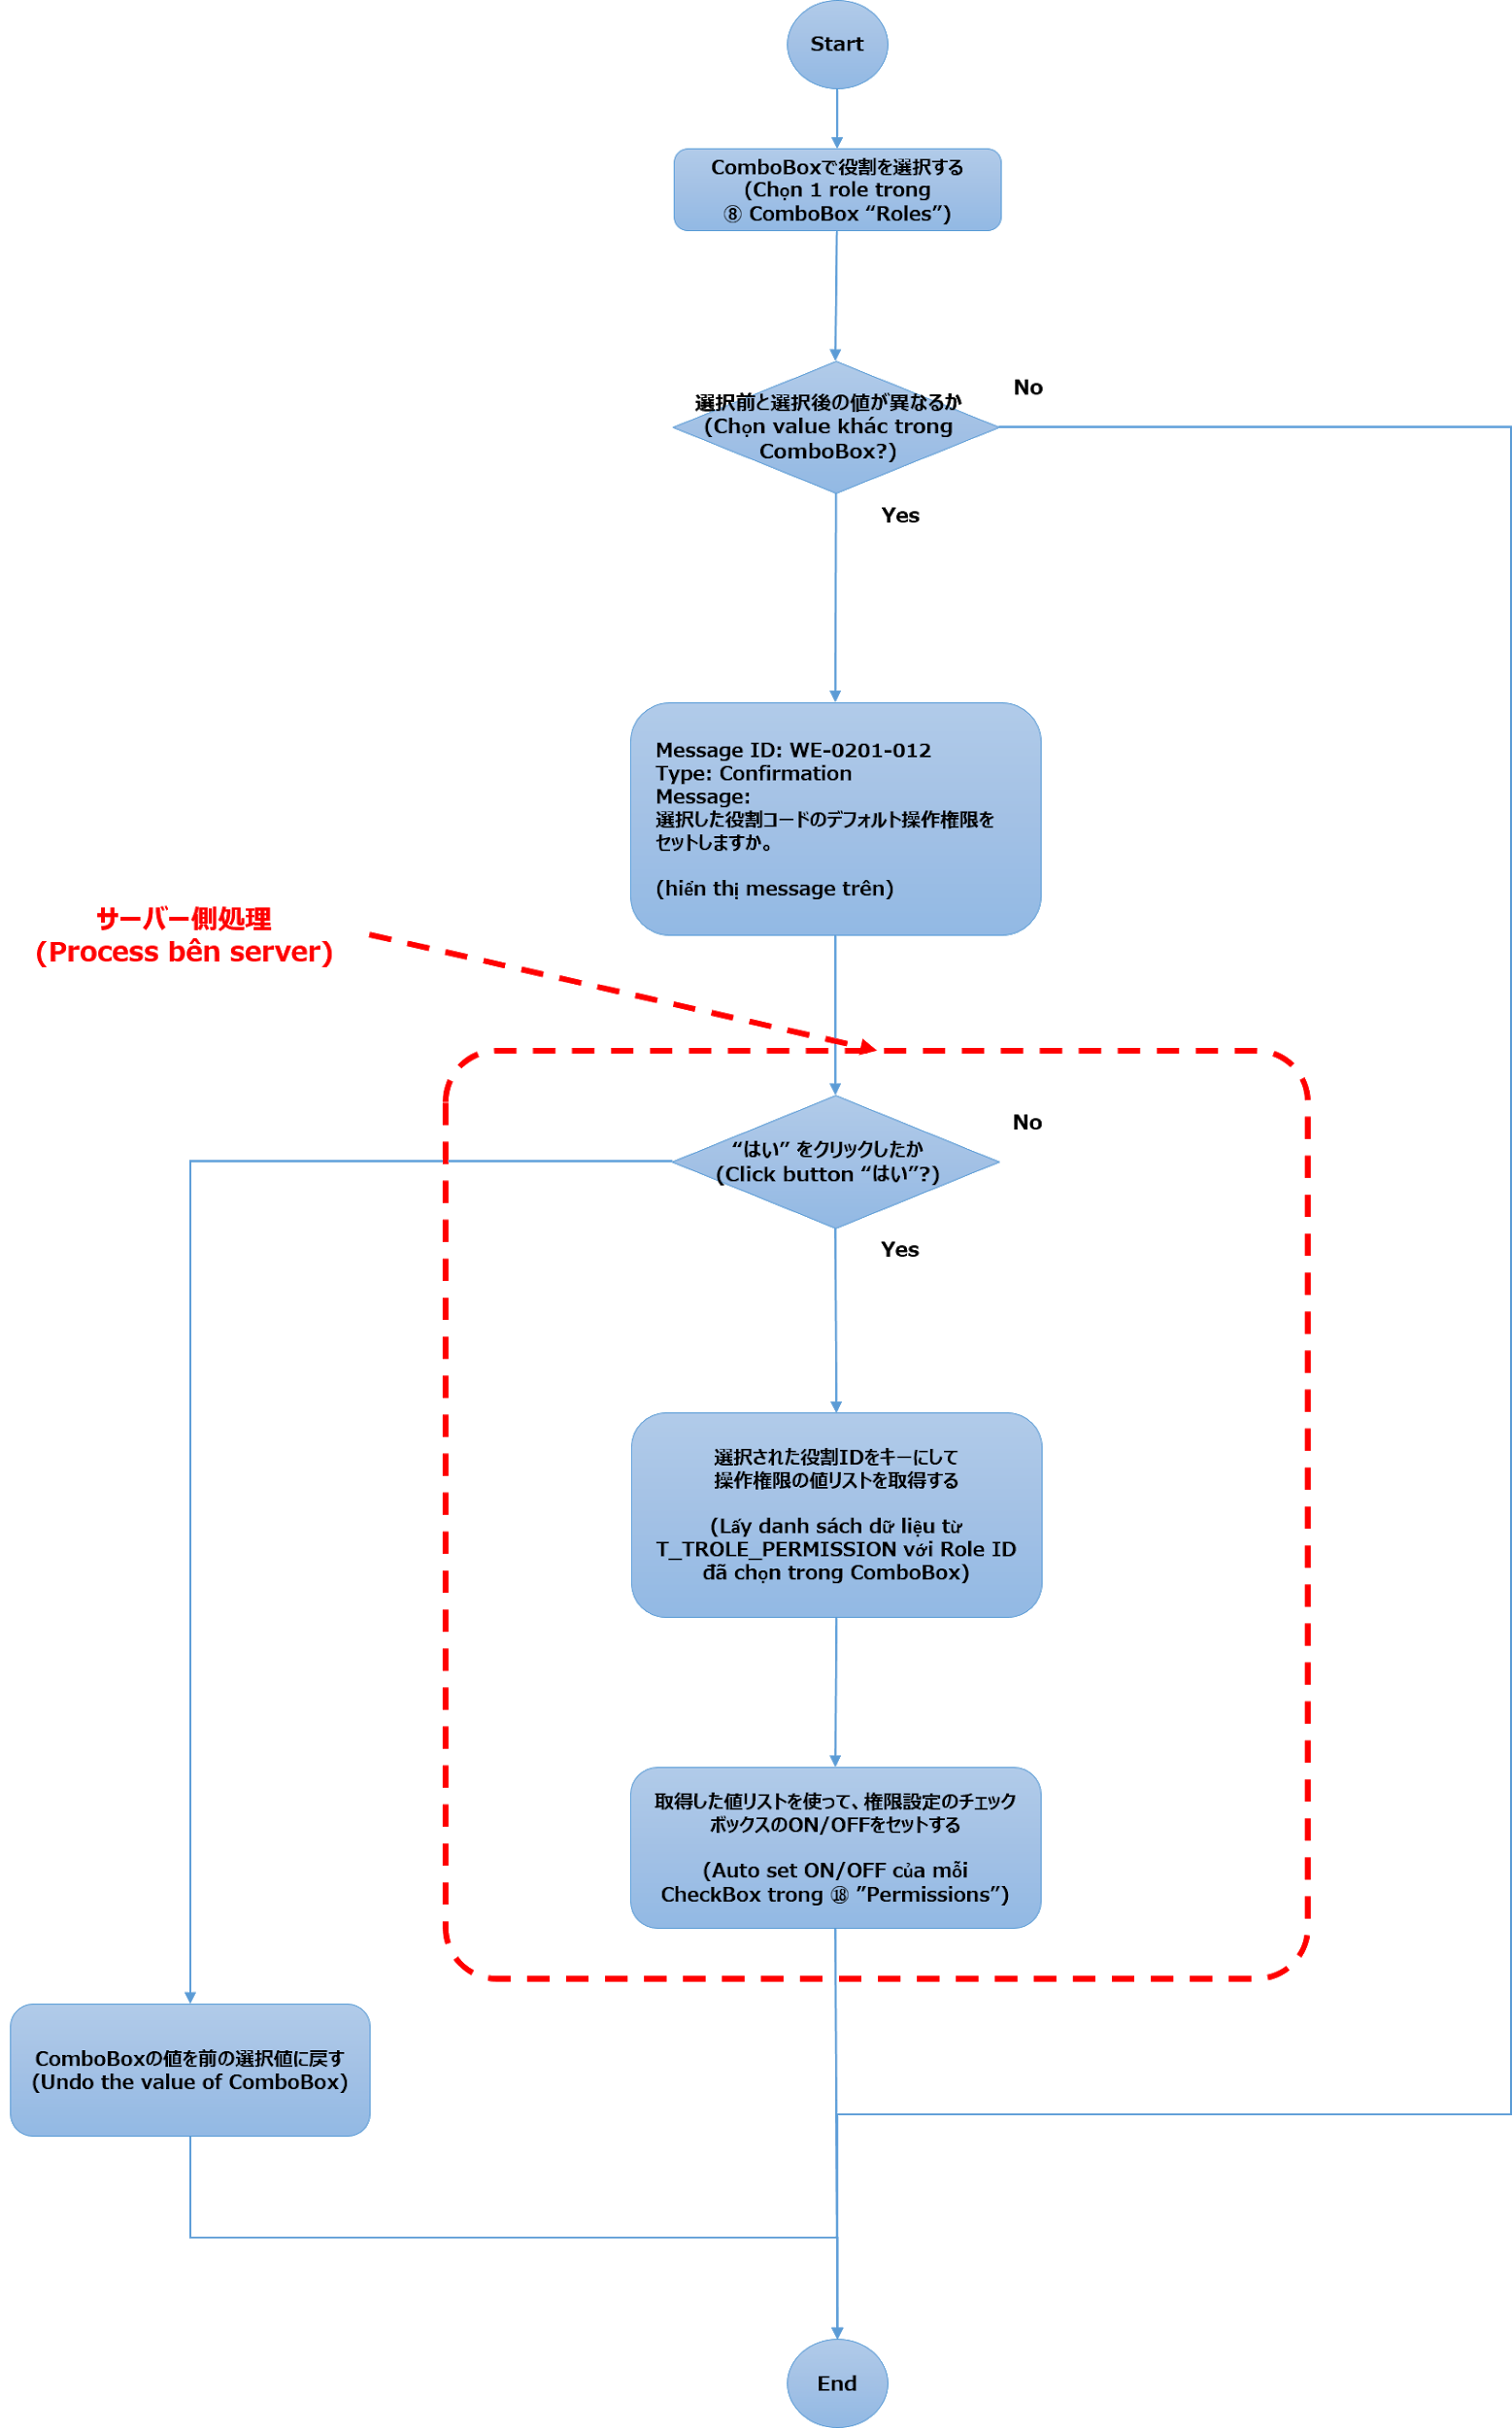 Start
ComboBoxで役割を選択する
(Chọn 1 role trong
⑧ ComboBox “Roles”)
選択前と選択後の値が異なるか
(Chọn value khác trong
ComboBox?)
No
Yes
Message ID: WE-0201-012
Type: Confirmation
Message:
選択した役割コードのデフォルト操作権限を
セットしますか。
(hiển thị message trên)
サーバー側処理
(Process bên server)
“はい” をクリックしたか
(Click button “はい”?)
No
Yes
選択された役割IDをキーにして
操作権限の値リストを取得する
(Lấy danh sách dữ liệu từ
T_TROLE_PERMISSION với Role ID
đã chọn trong ComboBox)
取得した値リストを使って、権限設定のチェック
ボックスのON/OFFをセットする
(Auto set ON/OFF của mỗi
CheckBox trong ⑱ ”Permissions”)
ComboBoxの値を前の選択値に戻す
(Undo the value of ComboBox)
End